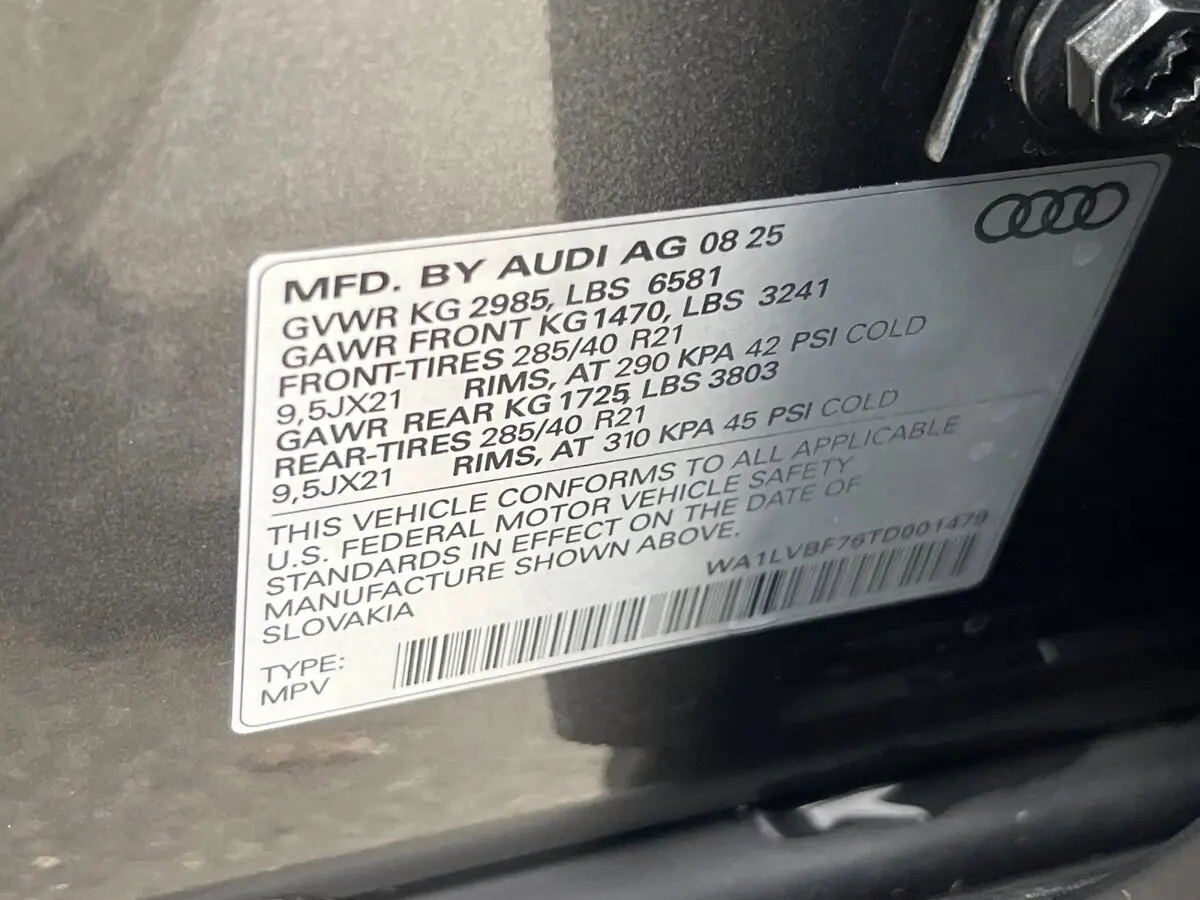 MFD. BY AUDI AG 08 25
GVWR KG 2985, LBS 6581
GAWR FRONT KG 1470, LBS 3241
FRONT-TIRES 285/40 R21
9,5JX21 RIMS, AT 290 KPA 42 PSI COLD
GAWR REAR KG 1725, LBS 3803
REAR-TIRES 285/40 R21
9,5JX21 RIMS, AT 310 KPA 45 PSI COLD
THIS VEHICLE CONFORMS TO ALL APPLICABLE
U.S. FEDERAL MOTOR VEHICLE SAFETY
STANDARDS IN EFFECT ON THE DATE OF
MANUFACTURE SHOWN ABOVE.
SLOVAKIA
WA1LVBF76TD001479
TYPE:
MPV